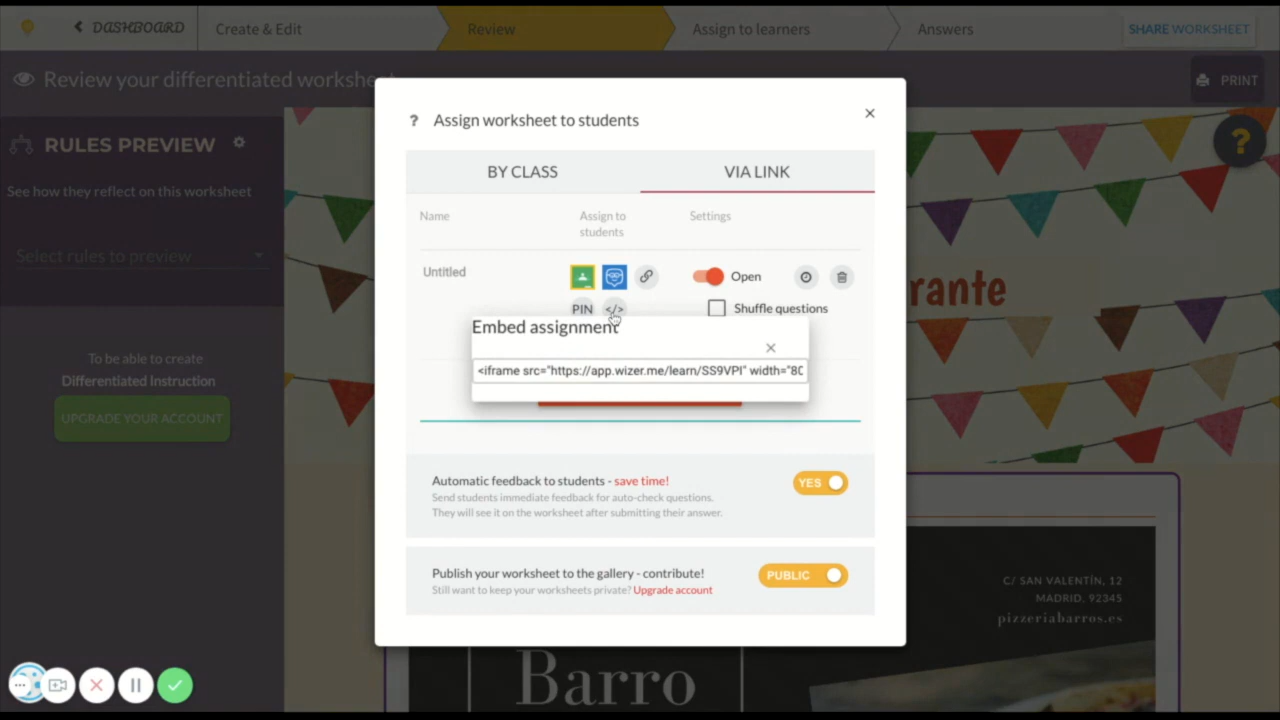 DASHBOARD
Create & Edit
Review
Assign to learners
Answers
SHARE WORKSHEET
Review your differentiated workshe
PRINT
RULES PREVIEW
See how they reflect on this worksheet
Select rules to preview
To be able to create
Differentiated Instruction
UPGRADE YOUR ACCOUNT
?
? Assign worksheet to students
×
BY CLASS
VIA LINK
Name
Assign to
students
Settings
Untitled
Open
PIN
</>
Shuffle questions
Embed assignment
×
<iframe src="https://app.wizer.me/learn/SS9VPI" width="80
Automatic feedback to students - save time!
Send students immediate feedback for auto-check questions.
They will see it on the worksheet after submitting their answer.
YES
Publish your worksheet to the gallery - contribute!
Still want to keep your worksheets private? Upgrade account
PUBLIC
rante
C/ SAN VALENTÍN, 12
MADRID, 92345
pizzeriabarros.es
Barro